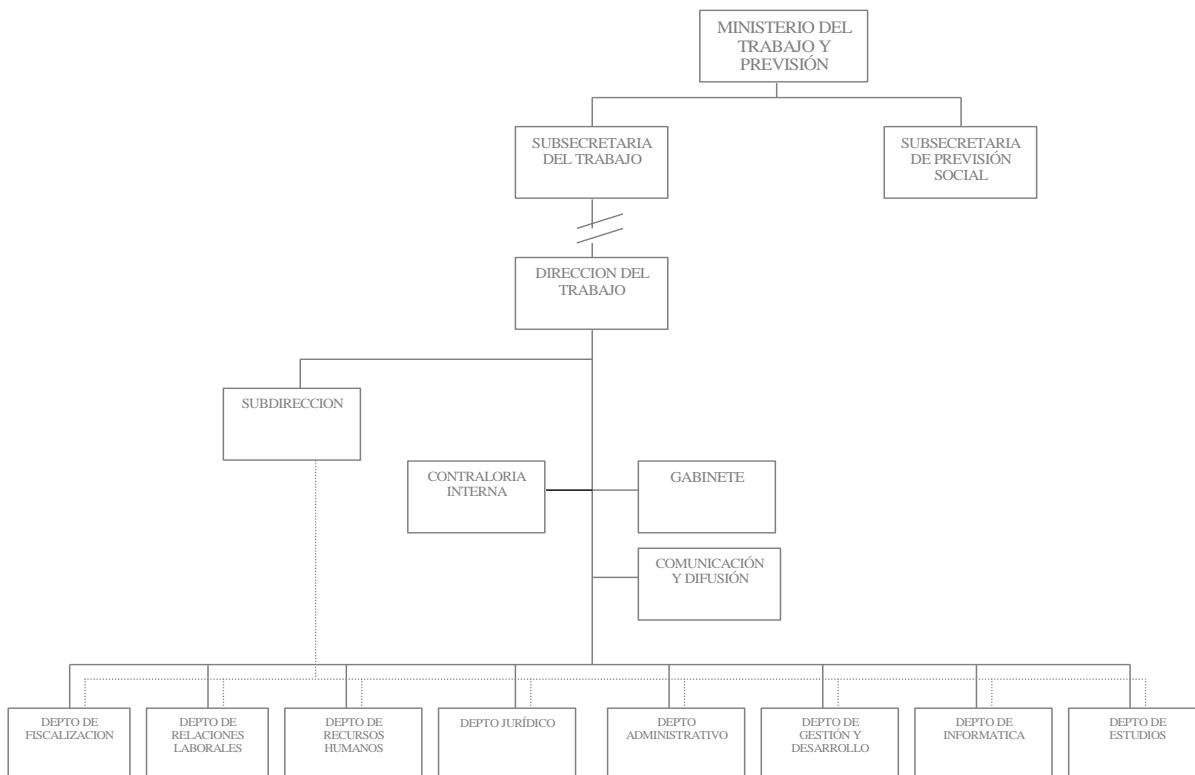 MINISTERIO DEL
TRABAJO Y
PREVISIÓN
SUBSECRETARIA
DEL TRABAJO
SUBSECRETARIA
DE PREVISIÓN
SOCIAL
DIRECCION DEL
TRABAJO
SUBDIRECCION
CONTRALORIA
INTERNA
GABINETE
COMUNICACIÓN
Y DIFUSIÓN
DEPTO DE
FISCALIZACION
DEPTO DE
RELACIONES
LABORALES
DEPTO DE
RECURSOS
HUMANOS
DEPTO JURÍDICO
DEPTO
ADMINISTRATIVO
DEPTO DE
GESTIÓN Y
DESARROLLO
DEPTO DE
INFORMATICA
DEPTO DE
ESTUDIOS